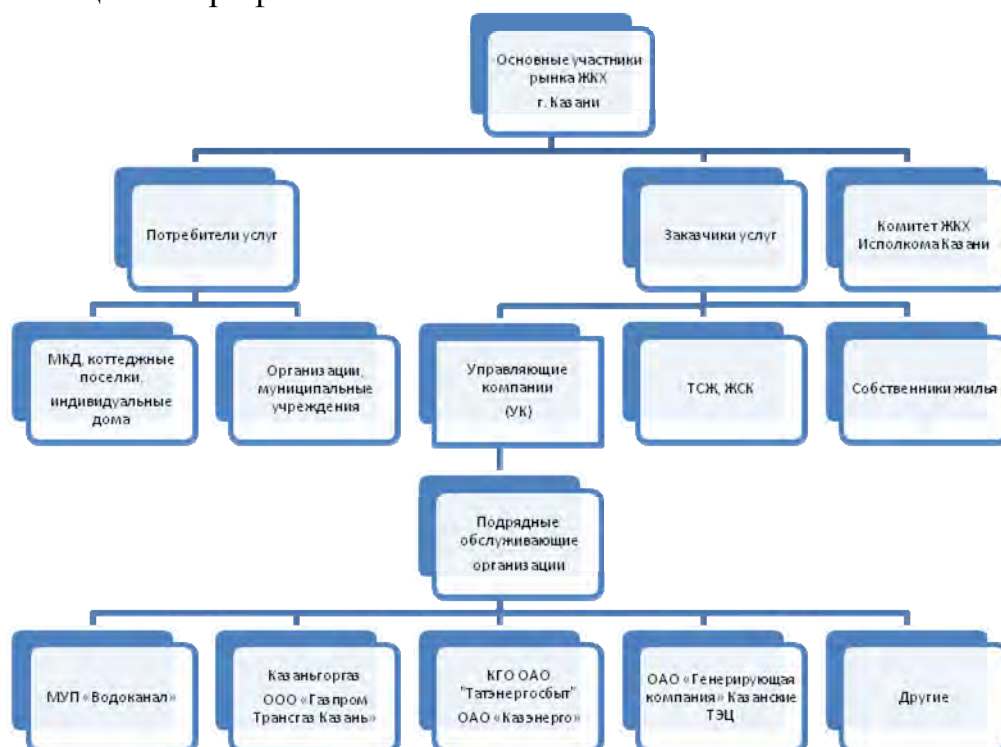 Основные участники
рынка ЖКХ
г. Казани
Потребители услуг
Заказчики услуг
Комитет ЖКХ
Исполкома Казани
МКД, коттеджные
поселки,
индивидуальные
дома
Организации,
муниципальные
учреждения
Управляющие
компании
(УК)
ТСЖ, ЖСК
Собственники жилья
Подрядные
обслуживающие
организации
МУП «Водоканал»
Казаньгоргаз
ООО «Газпром
Трансгаз Казань»
КГО ОАО
"Татэнергосбыт"
ОАО «Казэнерго»
ОАО «Генерирующая
компания» Казанские
ТЭЦ
Другие